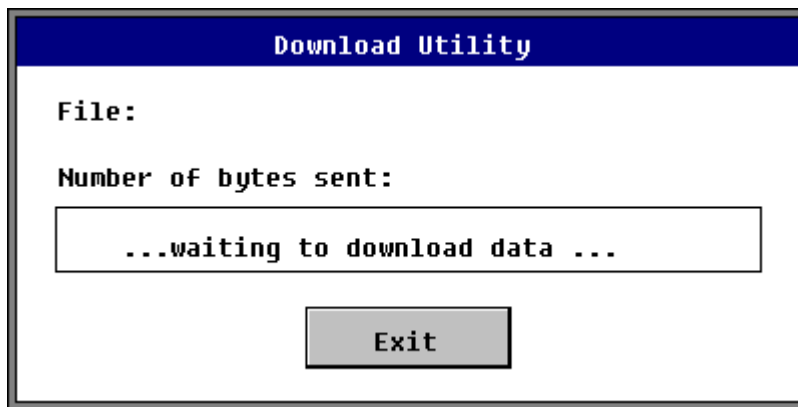 Download Utility
File:
Number of bytes sent:
...waiting to download data ...
Exit